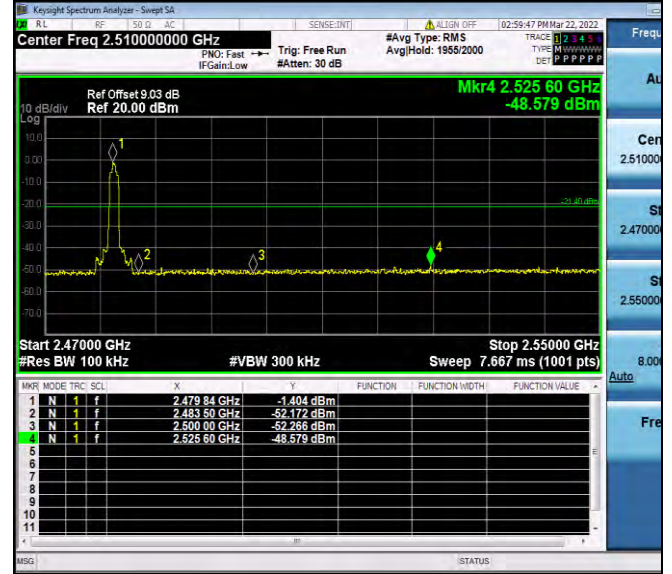 Keysight Spectrum Analyzer - Swept SA
RL RF 50 Ω AC SENSE:INT ALIGN OFF 02:59:47 PM Mar 22, 2022
Center Freq 2.510000000 GHz #Avg Type: RMS TRACE 1 2 3 4 5 6 Frequ
PNO: Fast Trig: Free Run Avg|Hold: 1955/2000 TYPE M WWWWW
IFGain:Low #Atten: 30 dB DET P P P P P P
Au
Mkr4 2.525 60 GHz
Ref Offset 9.03 dB
10 dB/div Ref 20.00 dBm -48.579 dBm
Log
10.0
1
Cen
0.00
2.51000
-10.0
-20.0
-21.40 dBm
St
-30.0
2.47000
-40.0
2
3
4
-50.0
St
-60.0
2.55000
-70.0
Start 2.47000 GHz Stop 2.55000 GHz
#Res BW 100 kHz #VBW 300 kHz Sweep 7.667 ms (1001 pts) 8.00
Auto
MKR MODE TRC SCL X Y FUNCTION FUNCTION WIDTH FUNCTION VALUE
1 N 1 f 2.479 84 GHz -1.404 dBm
2 N 1 f 2.483 50 GHz -52.172 dBm
3 N 1 f 2.500 00 GHz -52.266 dBm
4 N 1 f 2.525 60 GHz -48.579 dBm
Fre
5
6
7
8
9
10
11
MSG STATUS